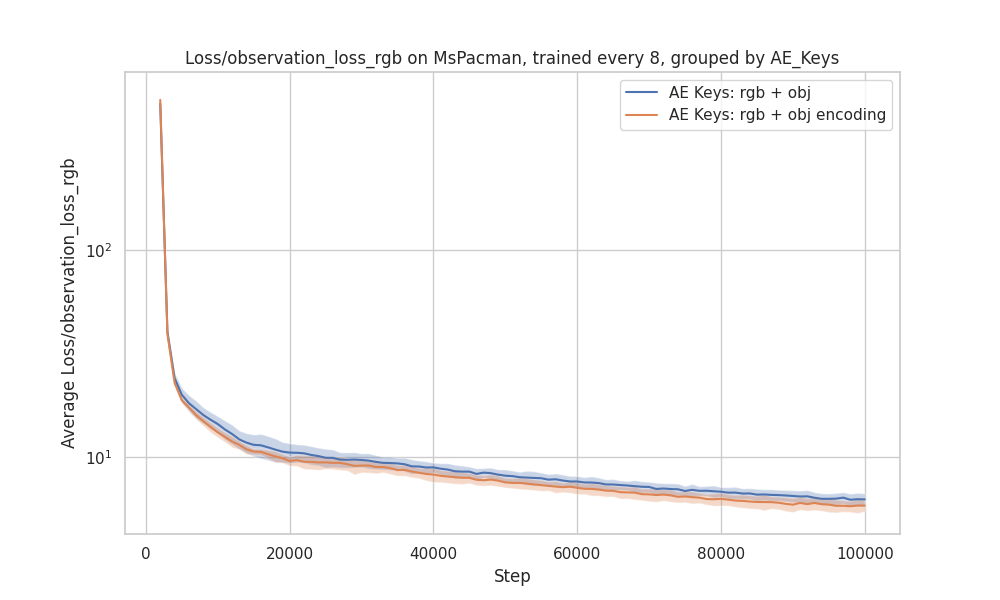 Loss/observation_loss_rgb on MsPacman, trained every 8, grouped by AE_Keys
AE Keys: rgb + obj
AE Keys: rgb + obj encoding
Average Loss/observation_loss_rgb
10²
10¹
0
20000
40000
60000
80000
100000
Step